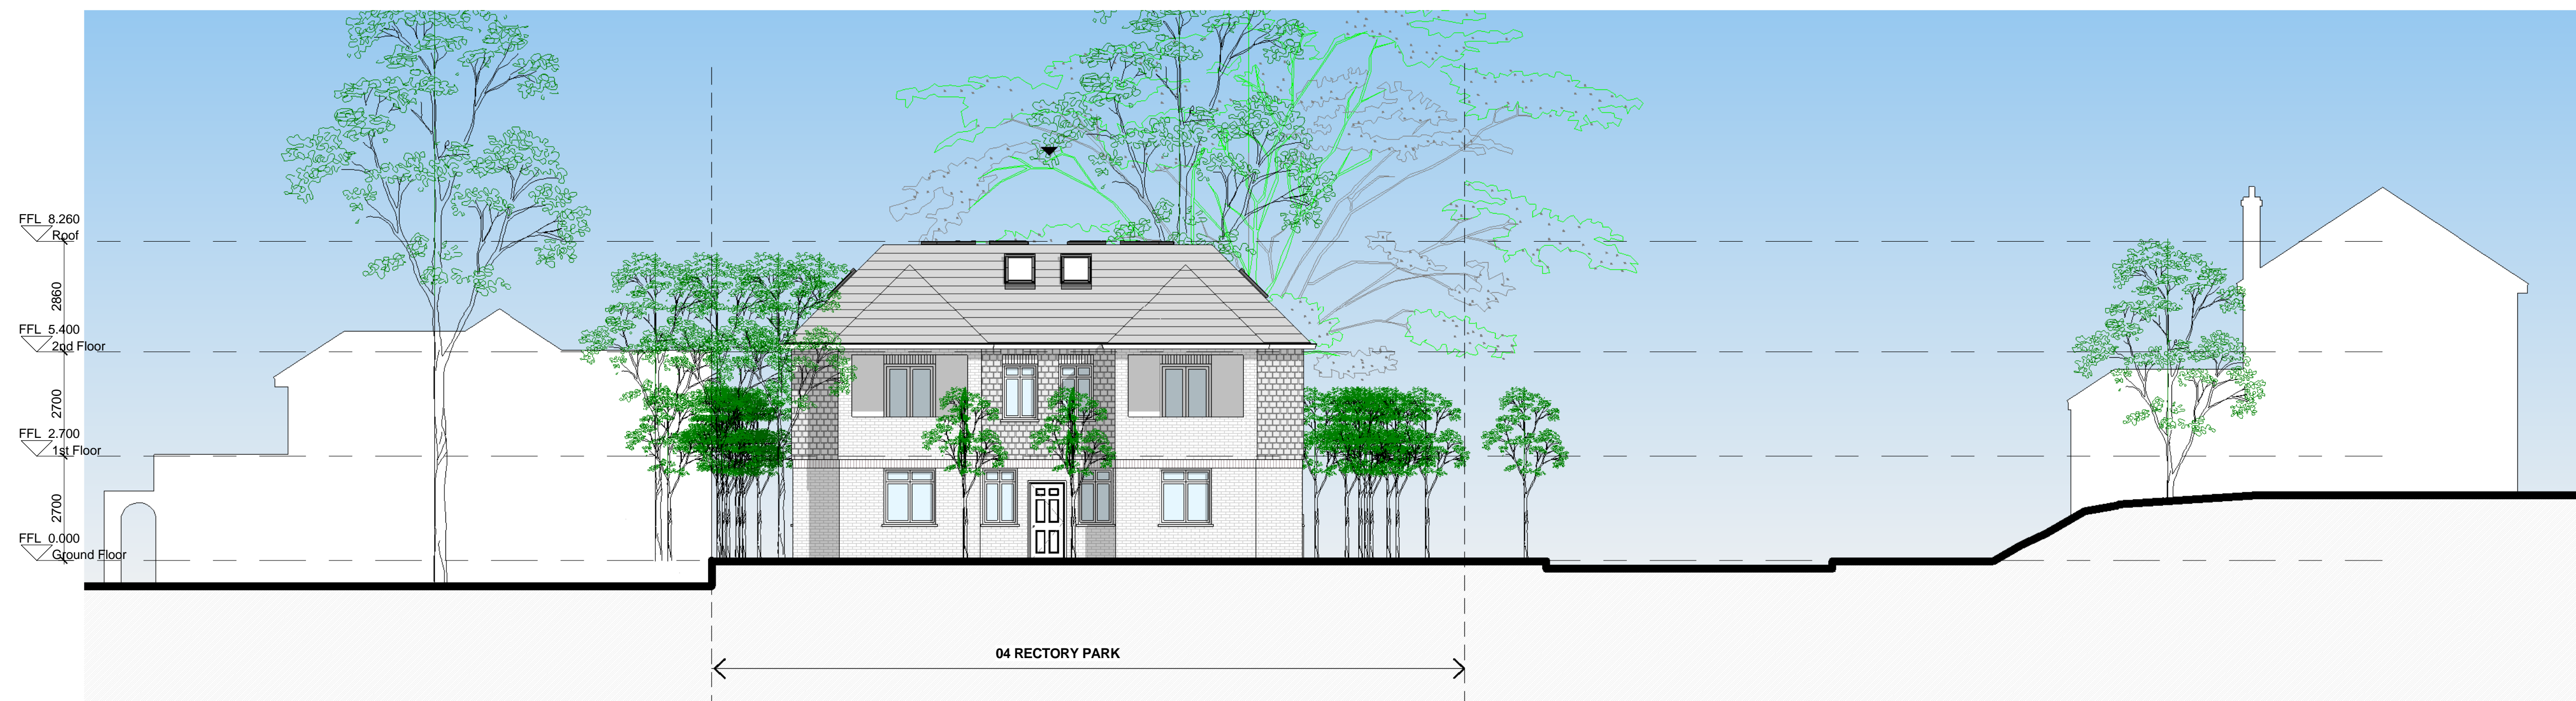 FFL 8.260
Roof
2860
FFL 5.400
2nd Floor
2700
FFL 2.700
1st Floor
2700
FFL 0.000
Ground Floor
04 RECTORY PARK